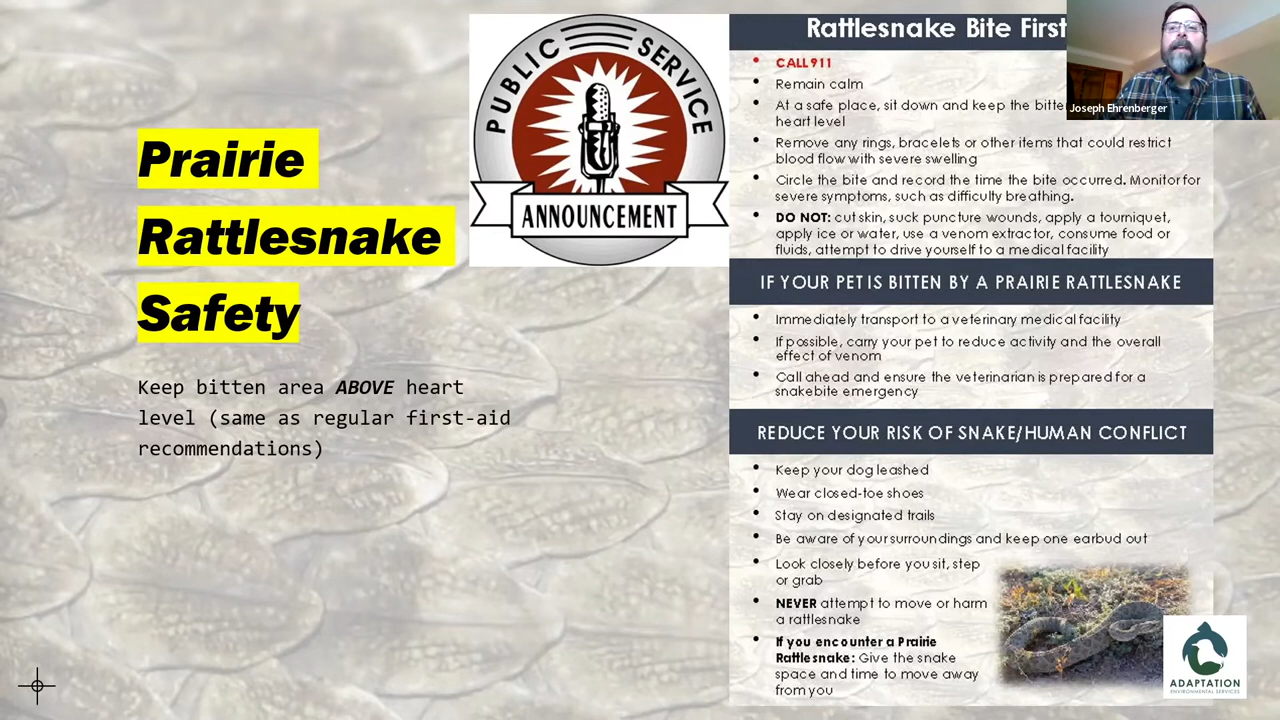 Prairie
Rattlesnake
Safety
Keep bitten area ABOVE heart
level (same as regular first-aid
recommendations)
PUBLIC SERVICE
ANNOUNCEMENT
Rattlesnake Bite First
• CALL 911
• Remain calm
• At a safe place, sit down and keep the bitte
heart level
• Remove any rings, bracelets or other items that could restrict
blood flow with severe swelling
• Circle the bite and record the time the bite occurred. Monitor for
severe symptoms, such as difficulty breathing.
• DO NOT: cut skin, suck puncture wounds, apply a tourniquet,
apply ice or water, use a venom extractor, consume food or
fluids, attempt to drive yourself to a medical facility
IF YOUR PET IS BITTEN BY A PRAIRIE RATTLESNAKE
• Immediately transport to a veterinary medical facility
• If possible, carry your pet to reduce activity and the overall
effect of venom
• Call ahead and ensure the veterinarian is prepared for a
snakebite emergency
REDUCE YOUR RISK OF SNAKE/HUMAN CONFLICT
• Keep your dog leashed
• Wear closed-toe shoes
• Stay on designated trails
• Be aware of your surroundings and keep one earbud out
• Look closely before you sit, step
or grab
• NEVER attempt to move or harm
a rattlesnake
• If you encounter a Prairie
Rattlesnake: Give the snake
space and time to move away
from you
Joseph Ehrenberger
ADAPTATION
ENVIRONMENTAL SERVICES